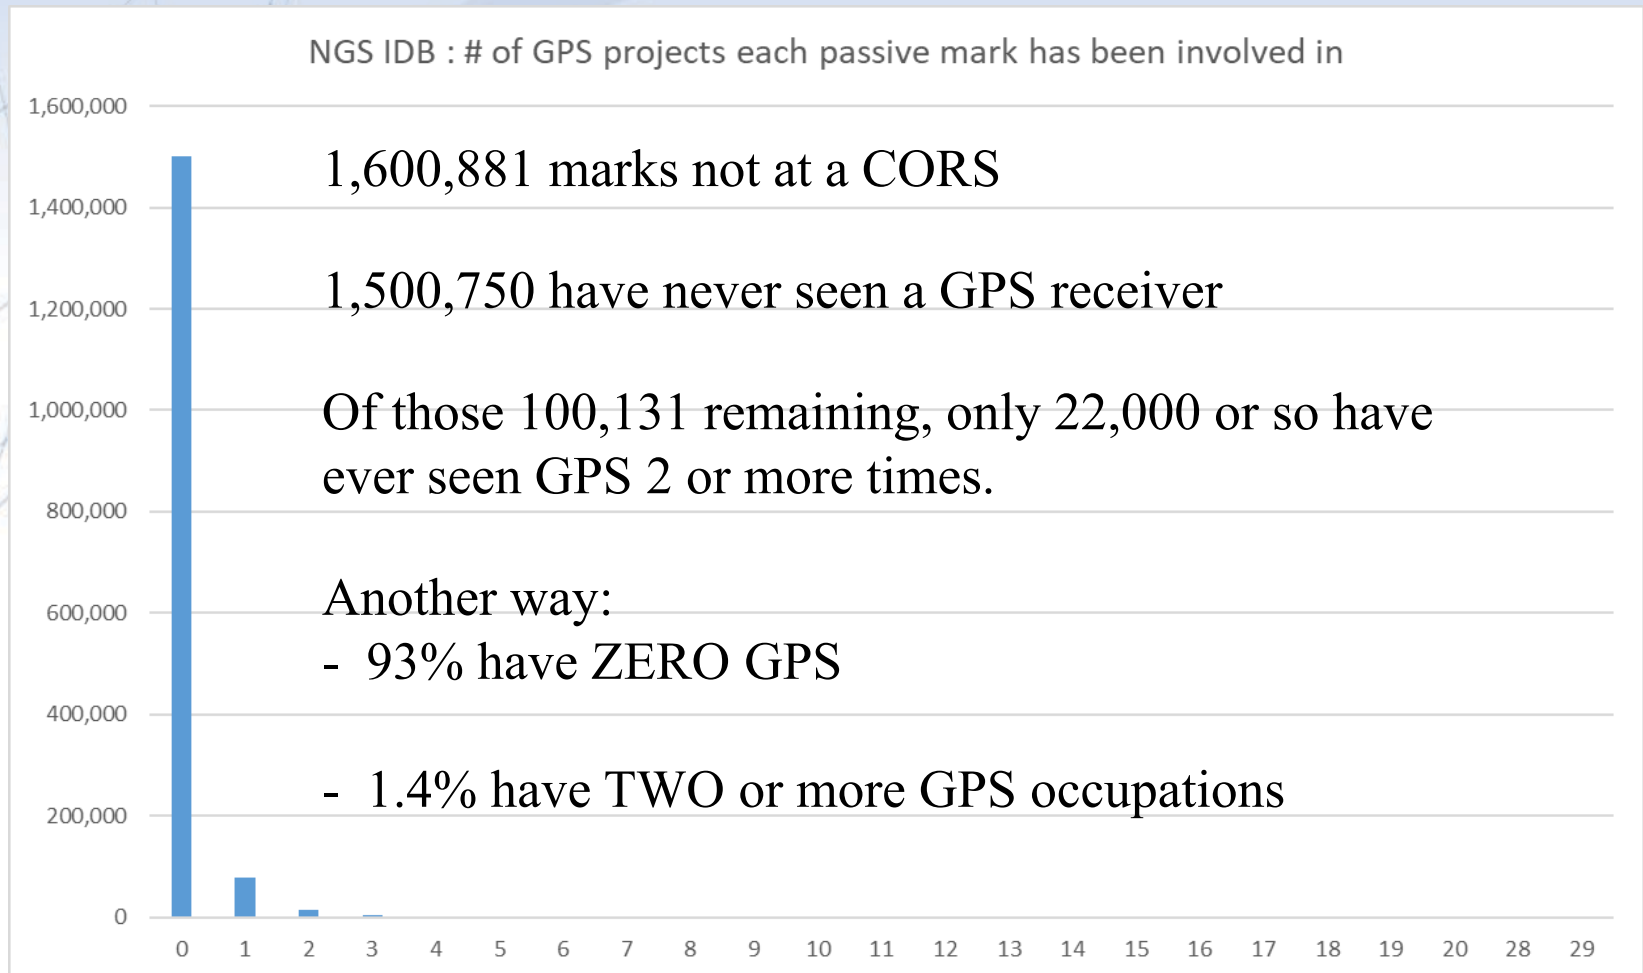 NGS IDB : # of GPS projects each passive mark has been involved in
1,600,000
1,400,000
1,200,000
1,000,000
800,000
600,000
400,000
200,000
0
1,600,881 marks not at a CORS
1,500,750 have never seen a GPS receiver
Of those 100,131 remaining, only 22,000 or so have
ever seen GPS 2 or more times.
Another way:
- 93% have ZERO GPS
- 1.4% have TWO or more GPS occupations
0 1 2 3 4 5 6 7 8 9 10 11 12 13 14 15 16 17 18 19 20 28 29